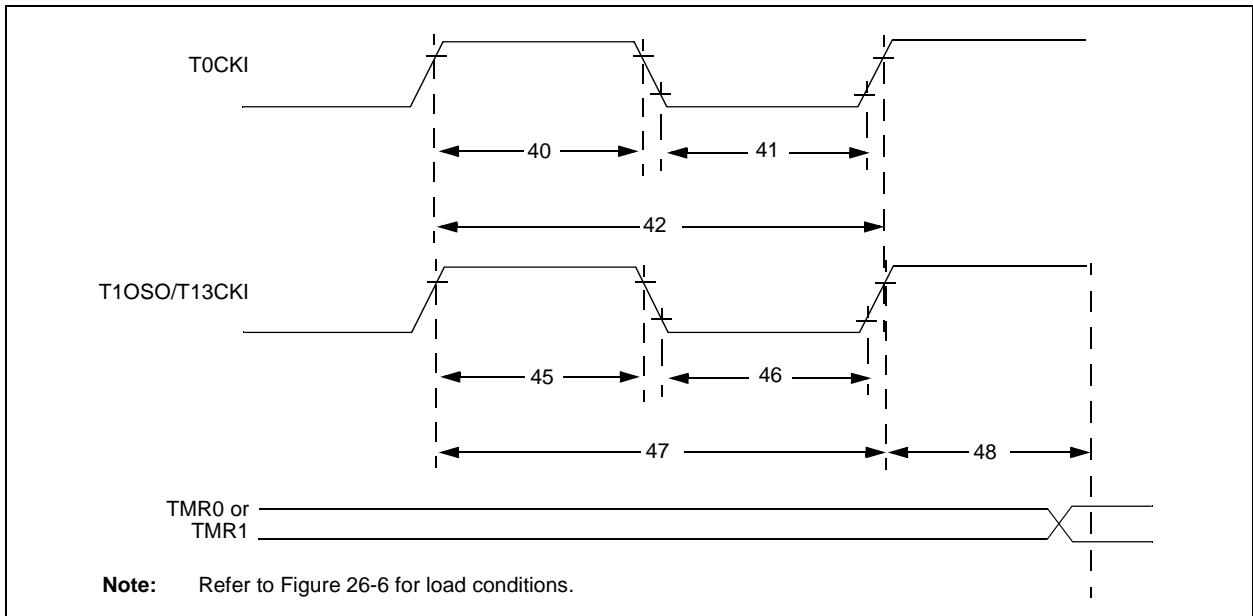 T0CKI
40
41
42
T1OSO/T13CKI
45
46
47
48
TMR0 or
TMR1
Note: Refer to Figure 26-6 for load conditions.